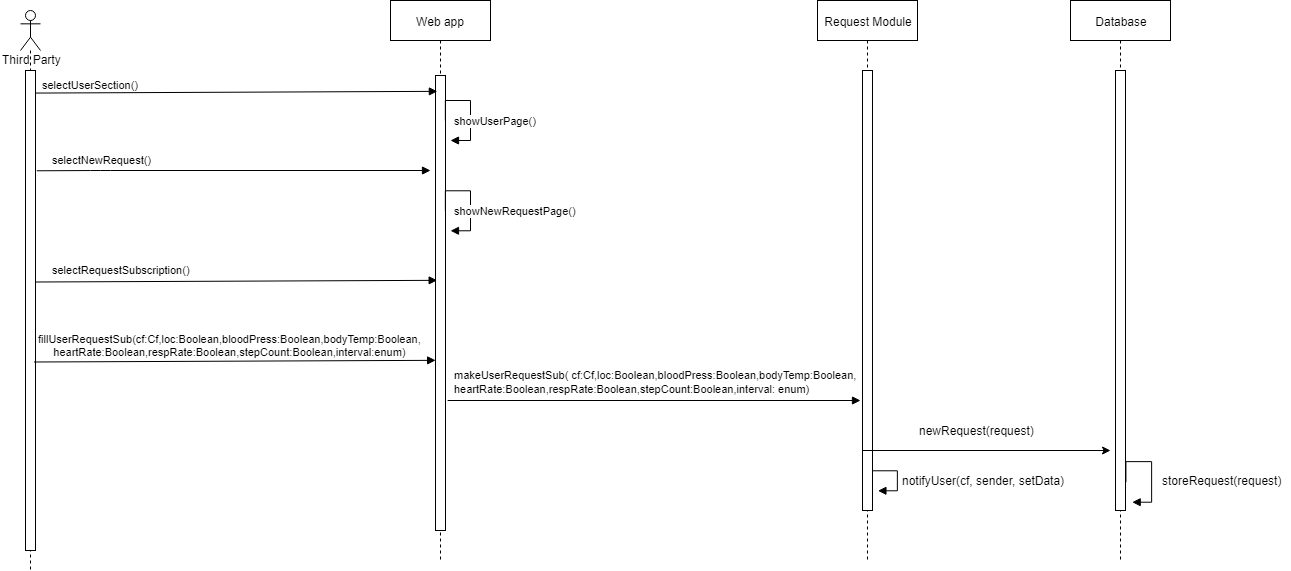 Web app
Request Module
Database
Third Party
selectUserSection()
showUserPage()
selectNewRequest()
showNewRequestPage()
selectRequestSubscription()
fillUserRequestSub(cf:Cf,loc:Boolean,bloodPress:Boolean,bodyTemp:Boolean,
heartRate:Boolean,respRate:Boolean,stepCount:Boolean,interval:enum)
makeUserRequestSub( cf:Cf,loc:Boolean,bloodPress:Boolean,bodyTemp:Boolean,
heartRate:Boolean,respRate:Boolean,stepCount:Boolean,interval: enum)
newRequest(request)
notifyUser(cf, sender, setData)
storeRequest(request)